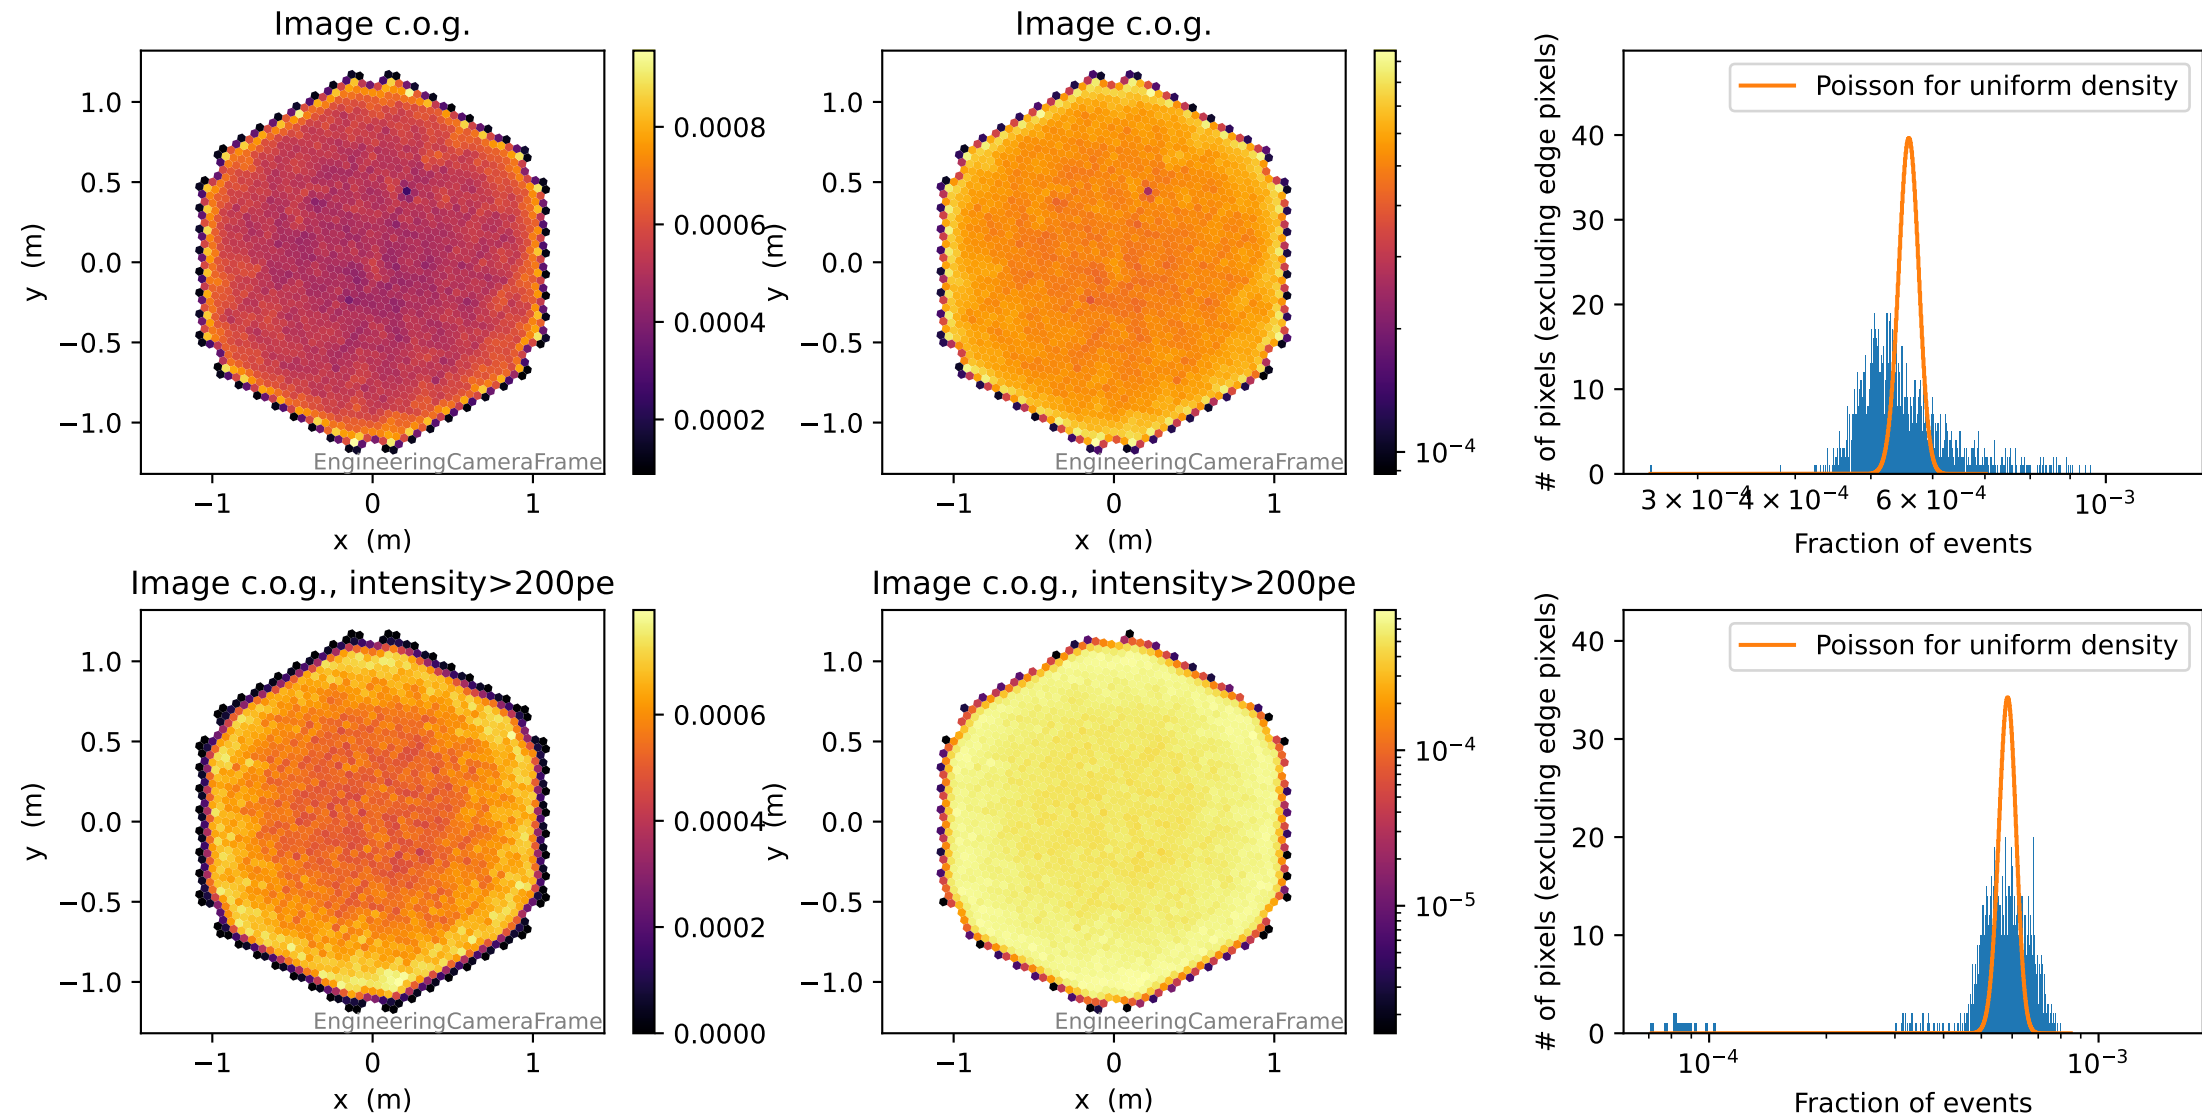 Image c.o.g.
1.0
0.5
0.0
−0.5
−1.0
y (m)
−1
0
1
x (m)
EngineeringCameraFrame
0.0008
0.0006
0.0004
0.0002
Image c.o.g.
1.0
0.5
0.0
−0.5
−1.0
y (m)
−1
0
1
x (m)
EngineeringCameraFrame
10⁻⁴
Poisson for uniform density
# of pixels (excluding edge pixels)
40
30
20
10
0
3 × 10⁻⁴
4 × 10⁻⁴
6 × 10⁻⁴
10⁻³
Fraction of events
Image c.o.g., intensity>200pe
1.0
0.5
0.0
−0.5
−1.0
y (m)
−1
0
1
x (m)
EngineeringCameraFrame
0.0006
0.0004
0.0002
0.0000
Image c.o.g., intensity>200pe
1.0
0.5
0.0
−0.5
−1.0
y (m)
−1
0
1
x (m)
EngineeringCameraFrame
10⁻⁴
10⁻⁵
Poisson for uniform density
# of pixels (excluding edge pixels)
40
30
20
10
0
10⁻⁴
10⁻³
Fraction of events